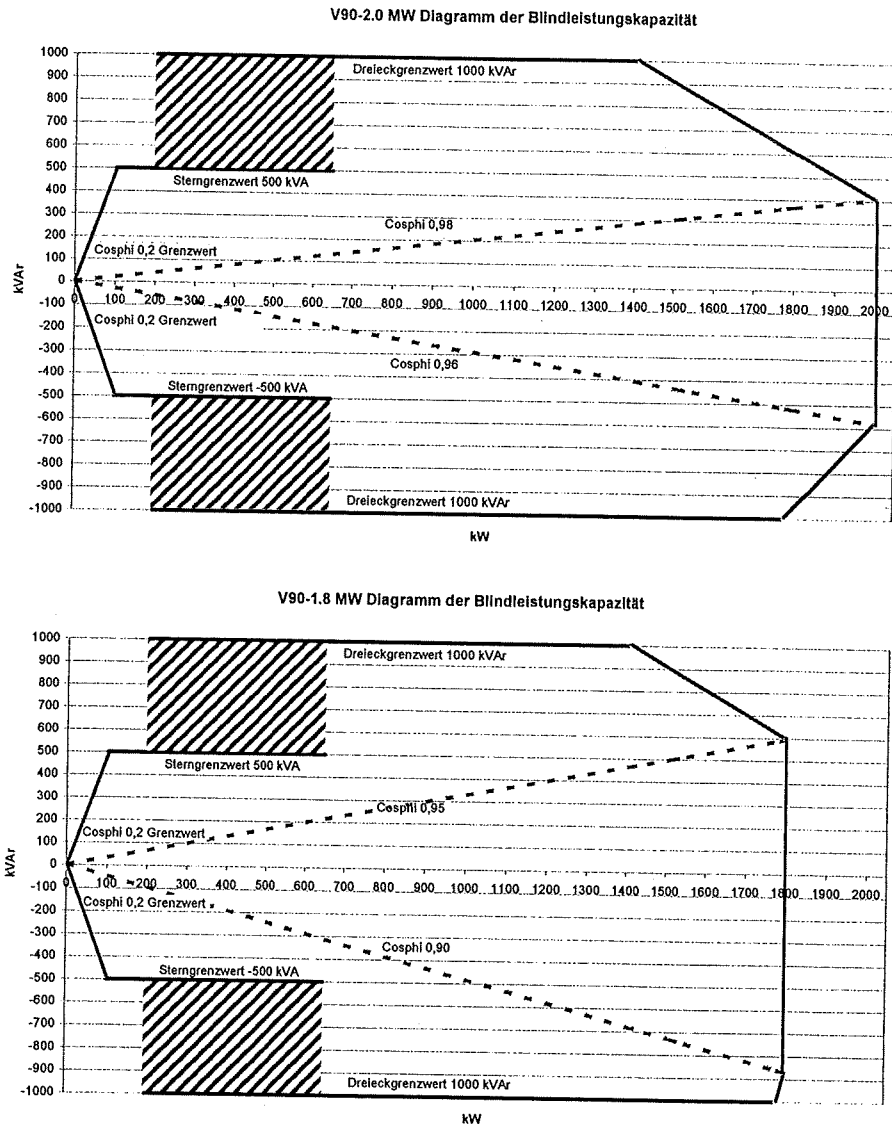 V90-2.0 MW Diagramm der Blindleistungskapazität
1000
900
800
700
600
500
400
300
200
100
0
-100
-200
-300
-400
-500
-600
-700
-800
-900
-1000
kVAr
Dreieckgrenzwert 1000 kVAr
Sterngrenzwert 500 kVA
Cosphi 0,98
Cosphi 0,2 Grenzwert
0 100 200 300 400 500 600 700 800 900 1000 1100 1200 1300 1400 1500 1600 1700 1800 1900 2000
Cosphi 0,2 Grenzwert
Cosphi 0,96
Sterngrenzwert -500 kVA
Dreieckgrenzwert 1000 kVAr
kW
V90-1.8 MW Diagramm der Blindleistungskapazität
1000
900
800
700
600
500
400
300
200
100
0
-100
-200
-300
-400
-500
-600
-700
-800
-900
-1000
kVAr
Dreieckgrenzwert 1000 kVAr
Sterngrenzwert 500 kVA
Cosphi 0,95
Cosphi 0,2 Grenzwert
0 100 200 300 400 500 600 700 800 900 1000 1100 1200 1300 1400 1500 1600 1700 1800 1900 2000
Cosphi 0,2 Grenzwert
Cosphi 0,90
Sterngrenzwert -500 kVA
Dreieckgrenzwert 1000 kVAr
kW